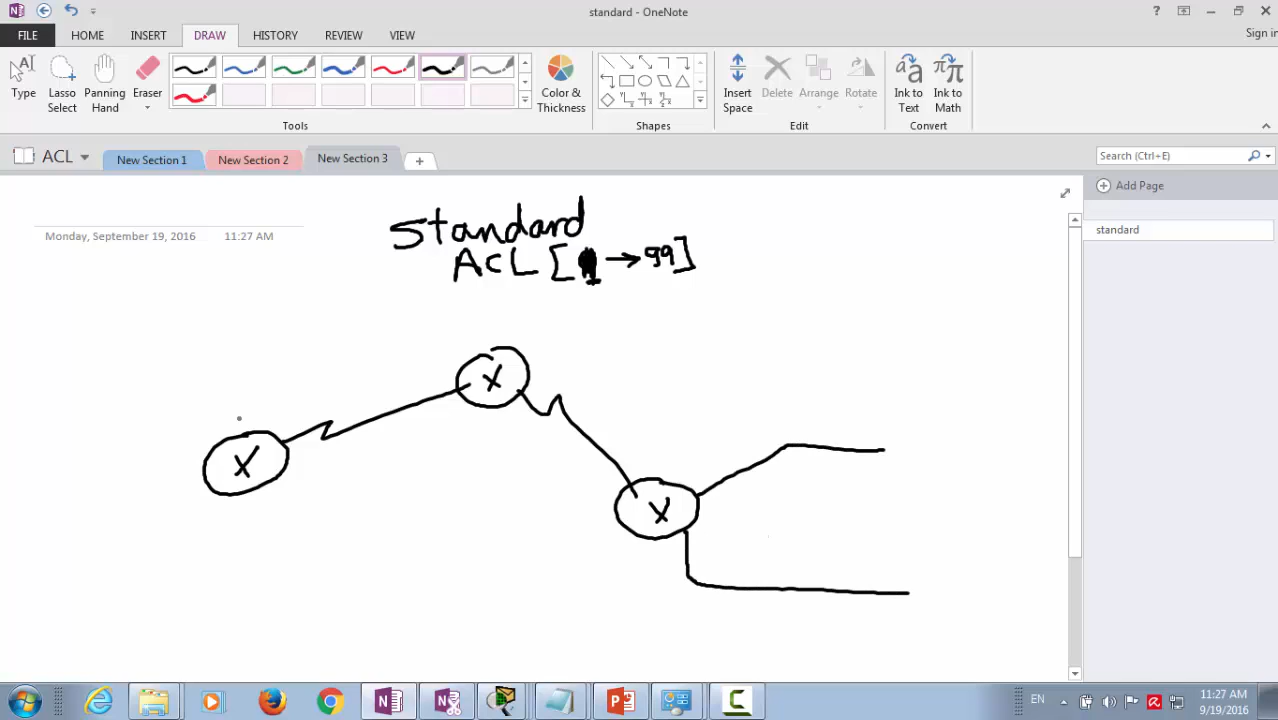 standard - OneNote
?
Sign in
FILE HOME INSERT DRAW HISTORY REVIEW VIEW
Type
Lasso Select
Panning Hand
Eraser
Color & Thickness
Insert Space
Delete
Arrange
Rotate
Ink to Text
Ink to Math
Tools
Shapes
Edit
Convert
ACL
New Section 1
New Section 2
New Section 3
Search (Ctrl+E)
Add Page
standard
Monday, September 19, 2016 11:27 AM
Standard
ACL [1 → 99]
X
X
X
EN
11:27 AM
9/19/2016